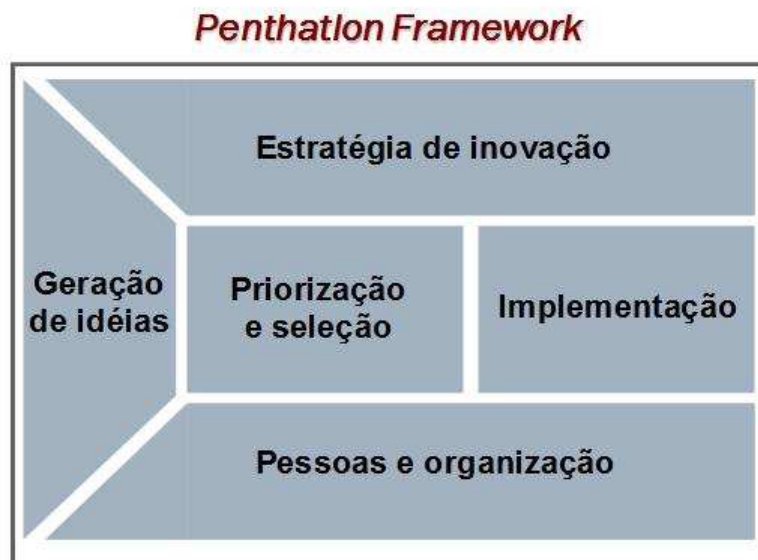 Penthatlon Framework
Estratégia de inovação
Geração
de idéias
Priorização
e seleção
Implementação
Pessoas e organização